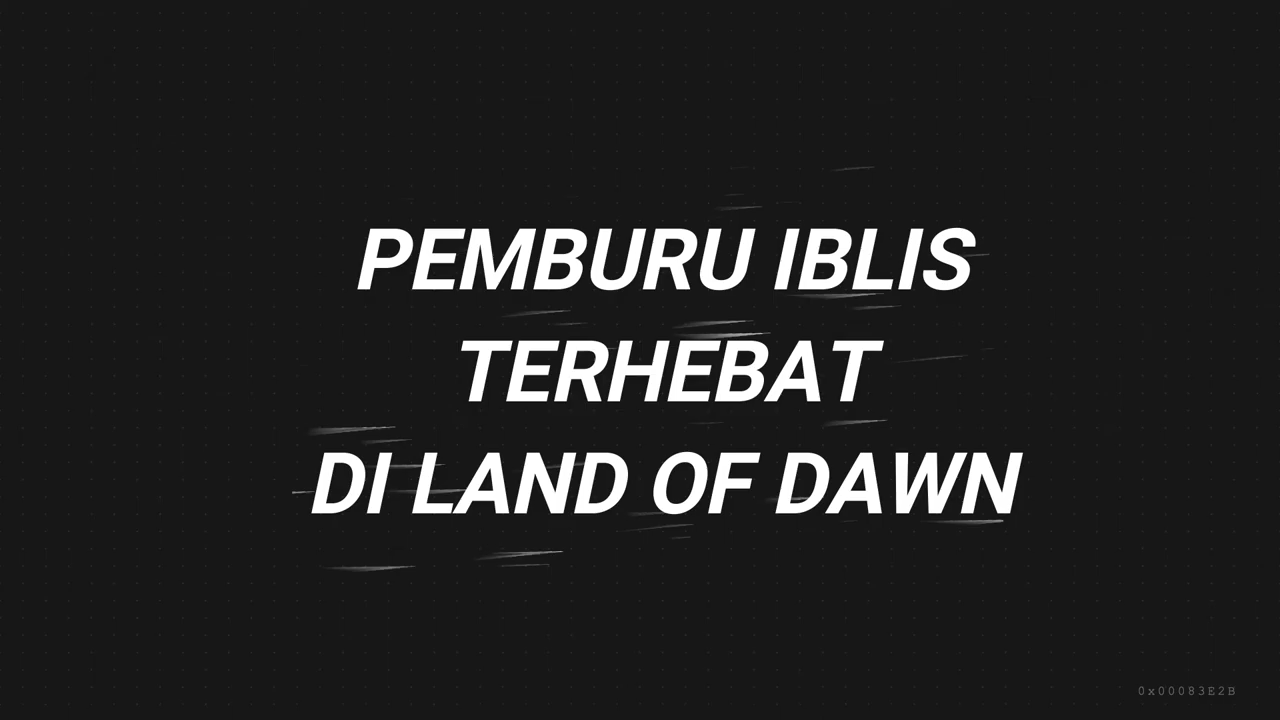 PEMBURU IBLIS
TERHEBAT
DI LAND OF DAWN
0x00083E2B